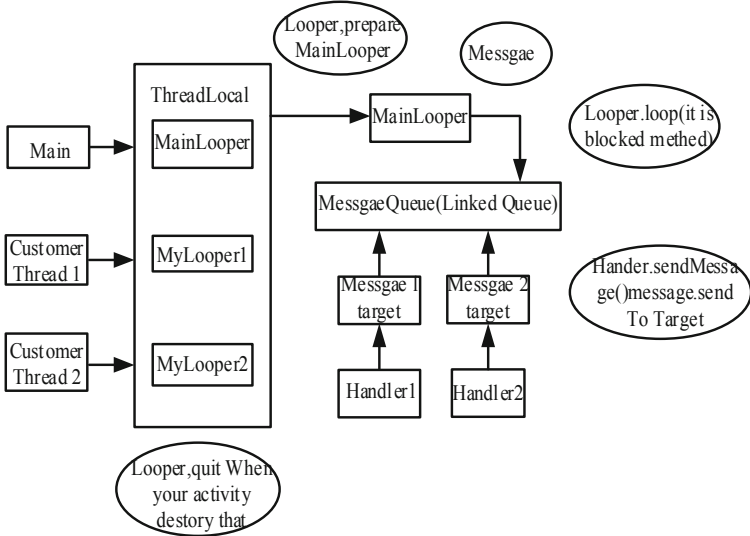 Looper,prepare
MainLooper
Messgae
ThreadLocal
MainLooper
Looper.loop(it is
blocked methed)
Main
MainLooper
MessgaeQueue(Linked Queue)
Customer
Thread 1
MyLooper1
Messgae 1
target
Messgae 2
target
Hander.sendMessa
ge()message.send
To Target
Customer
Thread 2
MyLooper2
Handler1
Handler2
Looper,quit When
your activity
destory that